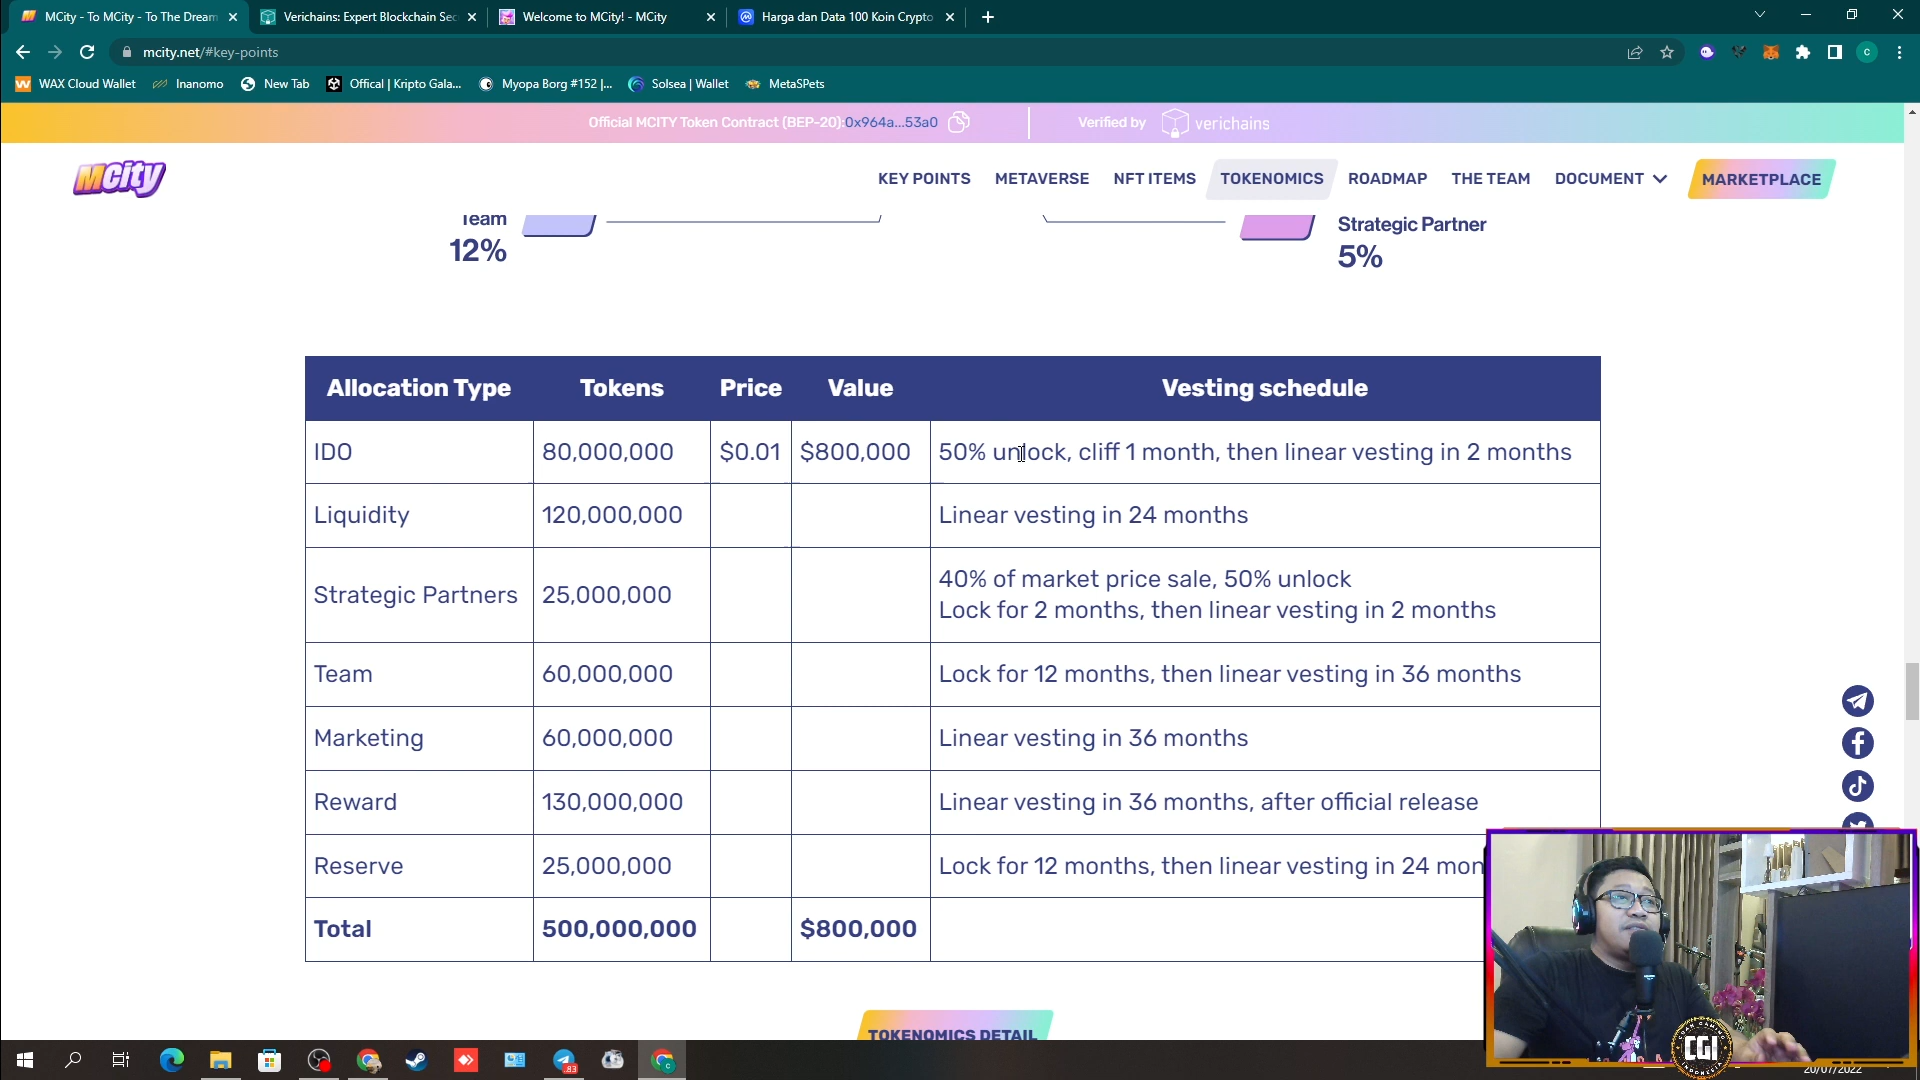 MCity - To MCity - To The Dream
Verichains: Expert Blockchain Sec
Welcome to MCity! - MCity
Harga dan Data 100 Koin Crypto
mcity.net/#key-points
WAX Cloud Wallet
Inanomo
New Tab
Offical | Kripto Gala...
Myopa Borg #152 |...
Solsea | Wallet
MetaSPets
Official MCITY Token Contract (BEP-20):0x964a...53a0
Verified by
verichains
MCity
KEY POINTS
METAVERSE
NFT ITEMS
TOKENOMICS
ROADMAP
THE TEAM
DOCUMENT
MARKETPLACE
Team
12%
Strategic Partner
5%
Allocation Type Tokens Price Value Vesting schedule
IDO 80,000,000 $0.01 $800,000 50% unlock, cliff 1 month, then linear vesting in 2 months
Liquidity 120,000,000 Linear vesting in 24 months
Strategic Partners 25,000,000 40% of market price sale, 50% unlock
Lock for 2 months, then linear vesting in 2 months
Team 60,000,000 Lock for 12 months, then linear vesting in 36 months
Marketing 60,000,000 Linear vesting in 36 months
Reward 130,000,000 Linear vesting in 36 months, after official release
Reserve 25,000,000 Lock for 12 months, then linear vesting in 24 mon
Total 500,000,000 $800,000
TOKENOMICS DETAIL
CGI
83
20/07/2022